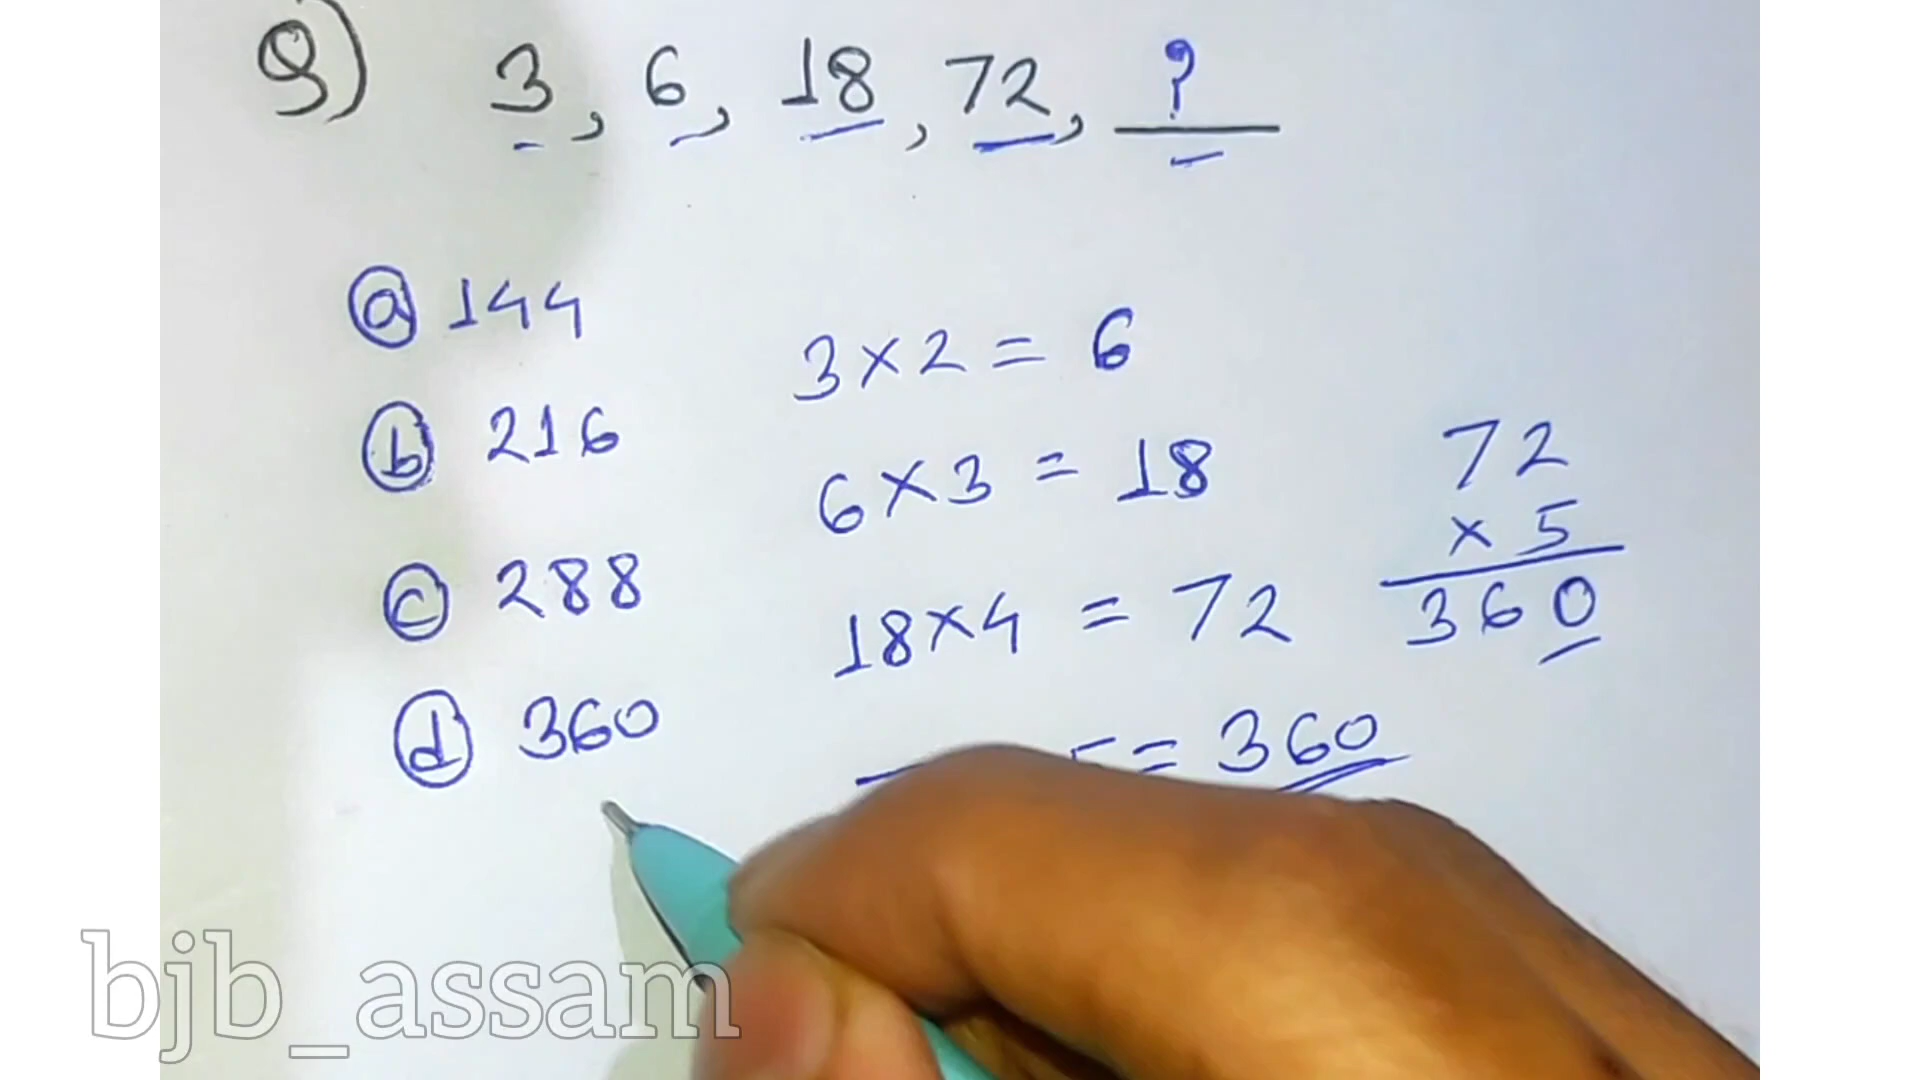 Q) 3, 6, 18, 72, ?
a 144
b 216
c 288
d 360
3×2 = 6
6×3 = 18
18×4 = 72
= 360
72
× 5
360
bjb_assam